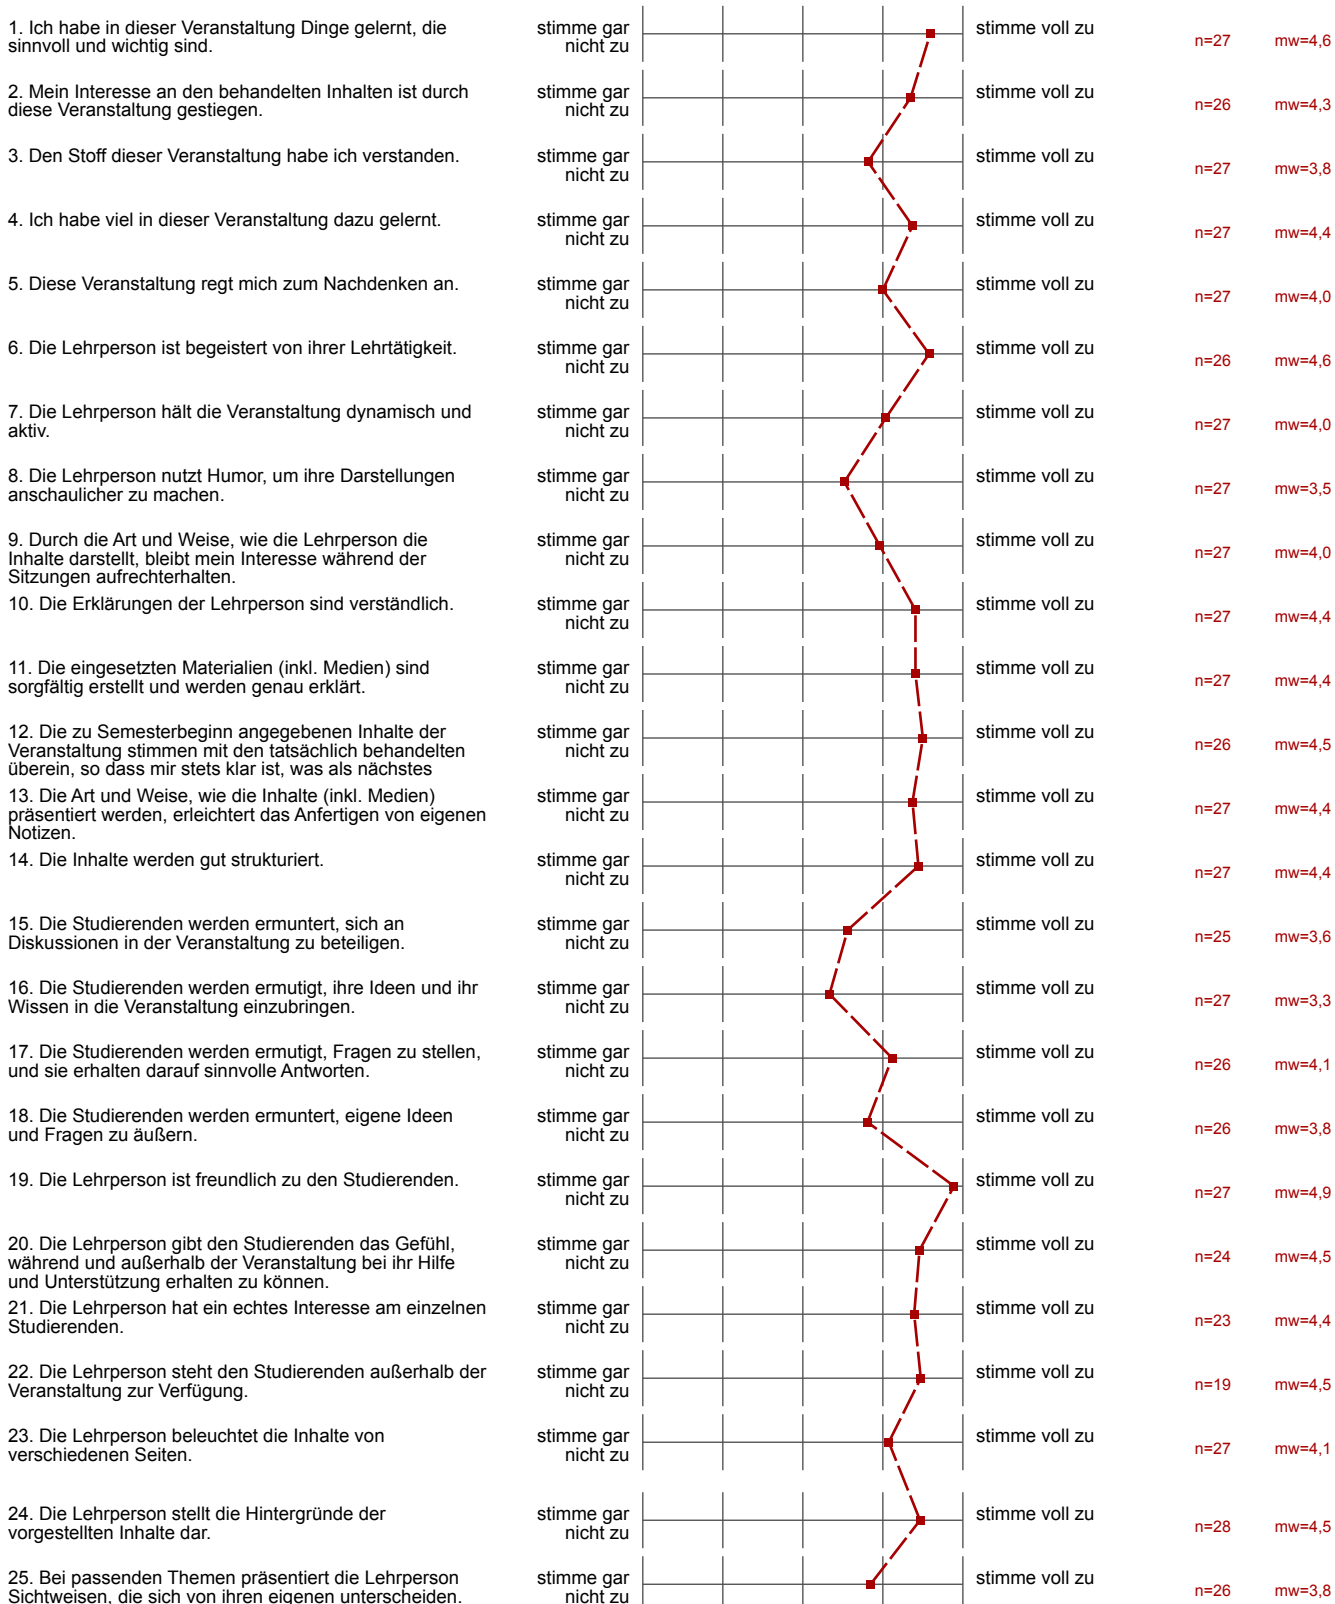 1. Ich habe in dieser Veranstaltung Dinge gelernt, die
sinnvoll und wichtig sind.
stimme gar
nicht zu
stimme voll zu
n=27
mw=4,6
2. Mein Interesse an den behandelten Inhalten ist durch
diese Veranstaltung gestiegen.
stimme gar
nicht zu
stimme voll zu
n=26
mw=4,3
3. Den Stoff dieser Veranstaltung habe ich verstanden.
stimme gar
nicht zu
stimme voll zu
n=27
mw=3,8
4. Ich habe viel in dieser Veranstaltung dazu gelernt.
stimme gar
nicht zu
stimme voll zu
n=27
mw=4,4
5. Diese Veranstaltung regt mich zum Nachdenken an.
stimme gar
nicht zu
stimme voll zu
n=27
mw=4,0
6. Die Lehrperson ist begeistert von ihrer Lehrtätigkeit.
stimme gar
nicht zu
stimme voll zu
n=26
mw=4,6
7. Die Lehrperson hält die Veranstaltung dynamisch und
aktiv.
stimme gar
nicht zu
stimme voll zu
n=27
mw=4,0
8. Die Lehrperson nutzt Humor, um ihre Darstellungen
anschaulicher zu machen.
stimme gar
nicht zu
stimme voll zu
n=27
mw=3,5
9. Durch die Art und Weise, wie die Lehrperson die
Inhalte darstellt, bleibt mein Interesse während der
Sitzungen aufrechterhalten.
stimme gar
nicht zu
stimme voll zu
n=27
mw=4,0
10. Die Erklärungen der Lehrperson sind verständlich.
stimme gar
nicht zu
stimme voll zu
n=27
mw=4,4
11. Die eingesetzten Materialien (inkl. Medien) sind
sorgfältig erstellt und werden genau erklärt.
stimme gar
nicht zu
stimme voll zu
n=27
mw=4,4
12. Die zu Semesterbeginn angegebenen Inhalte der
Veranstaltung stimmen mit den tatsächlich behandelten
überein, so dass mir stets klar ist, was als nächstes
stimme gar
nicht zu
stimme voll zu
n=26
mw=4,5
13. Die Art und Weise, wie die Inhalte (inkl. Medien)
präsentiert werden, erleichtert das Anfertigen von eigenen
Notizen.
stimme gar
nicht zu
stimme voll zu
n=27
mw=4,4
14. Die Inhalte werden gut strukturiert.
stimme gar
nicht zu
stimme voll zu
n=27
mw=4,4
15. Die Studierenden werden ermuntert, sich an
Diskussionen in der Veranstaltung zu beteiligen.
stimme gar
nicht zu
stimme voll zu
n=25
mw=3,6
16. Die Studierenden werden ermutigt, ihre Ideen und ihr
Wissen in die Veranstaltung einzubringen.
stimme gar
nicht zu
stimme voll zu
n=27
mw=3,3
17. Die Studierenden werden ermutigt, Fragen zu stellen,
und sie erhalten darauf sinnvolle Antworten.
stimme gar
nicht zu
stimme voll zu
n=26
mw=4,1
18. Die Studierenden werden ermuntert, eigene Ideen
und Fragen zu äußern.
stimme gar
nicht zu
stimme voll zu
n=26
mw=3,8
19. Die Lehrperson ist freundlich zu den Studierenden.
stimme gar
nicht zu
stimme voll zu
n=27
mw=4,9
20. Die Lehrperson gibt den Studierenden das Gefühl,
während und außerhalb der Veranstaltung bei ihr Hilfe
und Unterstützung erhalten zu können.
stimme gar
nicht zu
stimme voll zu
n=24
mw=4,5
21. Die Lehrperson hat ein echtes Interesse am einzelnen
Studierenden.
stimme gar
nicht zu
stimme voll zu
n=23
mw=4,4
22. Die Lehrperson steht den Studierenden außerhalb der
Veranstaltung zur Verfügung.
stimme gar
nicht zu
stimme voll zu
n=19
mw=4,5
23. Die Lehrperson beleuchtet die Inhalte von
verschiedenen Seiten.
stimme gar
nicht zu
stimme voll zu
n=27
mw=4,1
24. Die Lehrperson stellt die Hintergründe der
vorgestellten Inhalte dar.
stimme gar
nicht zu
stimme voll zu
n=28
mw=4,5
25. Bei passenden Themen präsentiert die Lehrperson
Sichtweisen, die sich von ihren eigenen unterscheiden.
stimme gar
nicht zu
stimme voll zu
n=26
mw=3,8